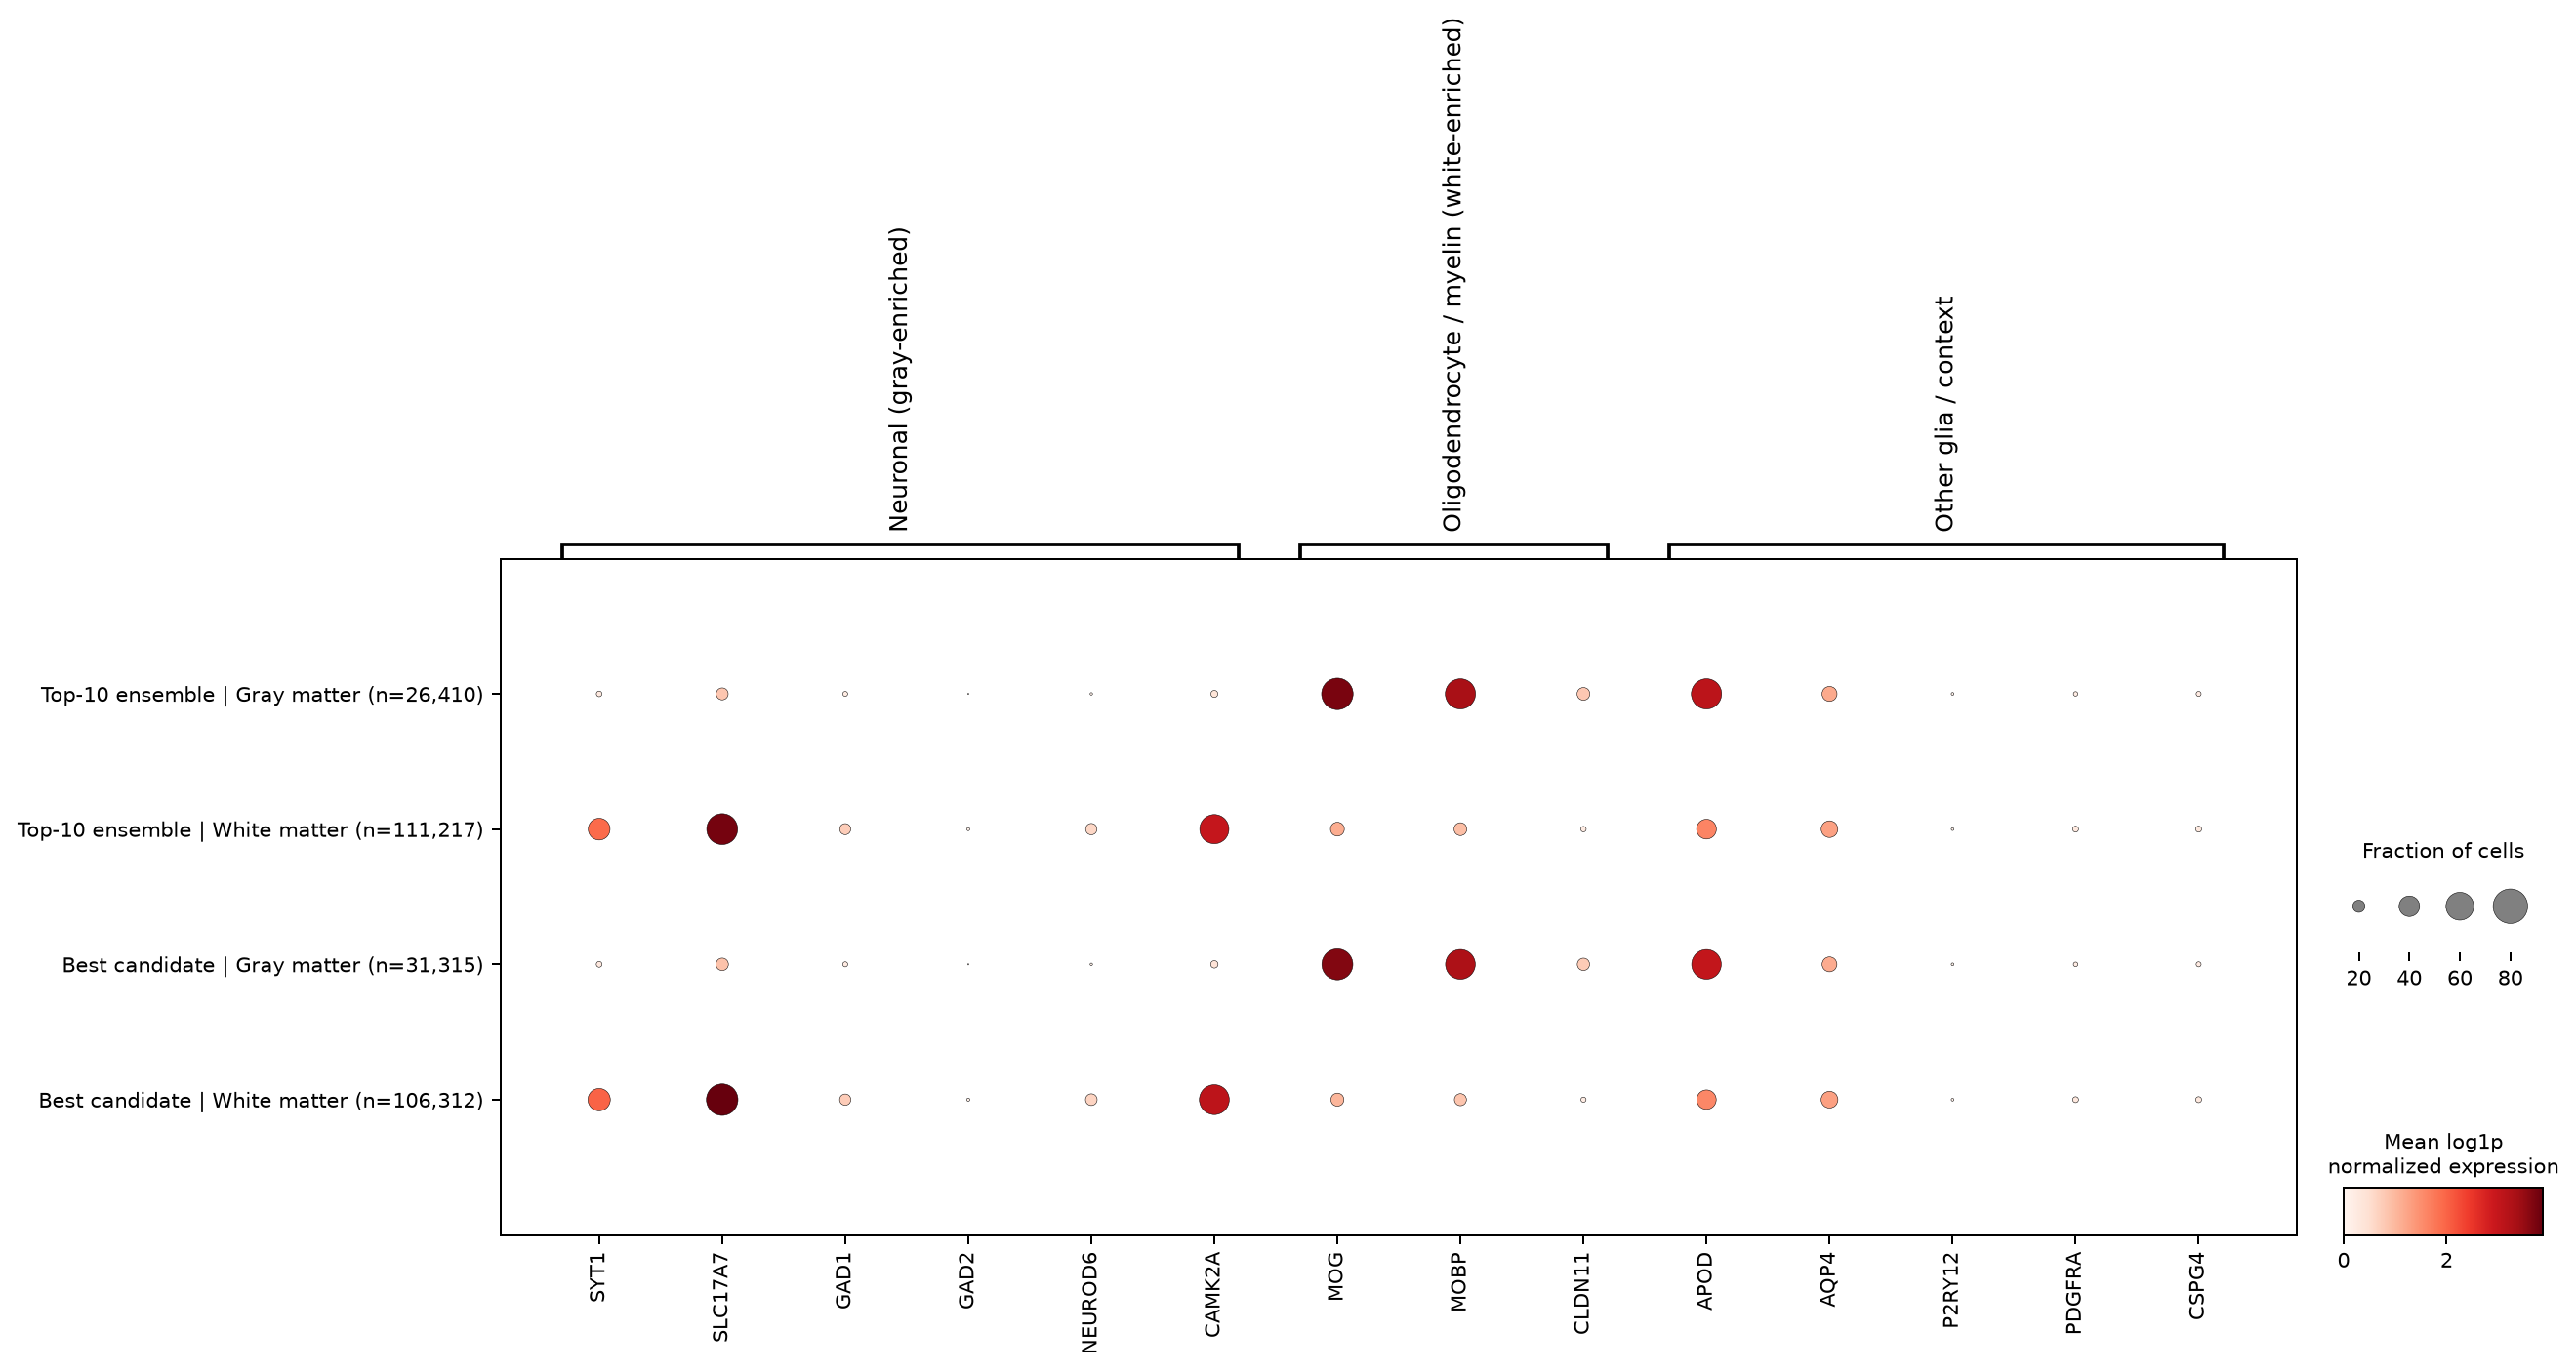 Neuronal (gray-enriched)
Oligodendrocyte / myelin (white-enriched)
Other glia / context
Top-10 ensemble | Gray matter (n=26,410)
Top-10 ensemble | White matter (n=111,217)
Best candidate | Gray matter (n=31,315)
Best candidate | White matter (n=106,312)
SYT1
SLC17A7
GAD1
GAD2
NEUROD6
CAMK2A
MOG
MOBP
CLDN11
APOD
AQP4
P2RY12
PDGFRA
CSPG4
Fraction of cells
20 40 60 80
Mean log1p
normalized expression
0 2